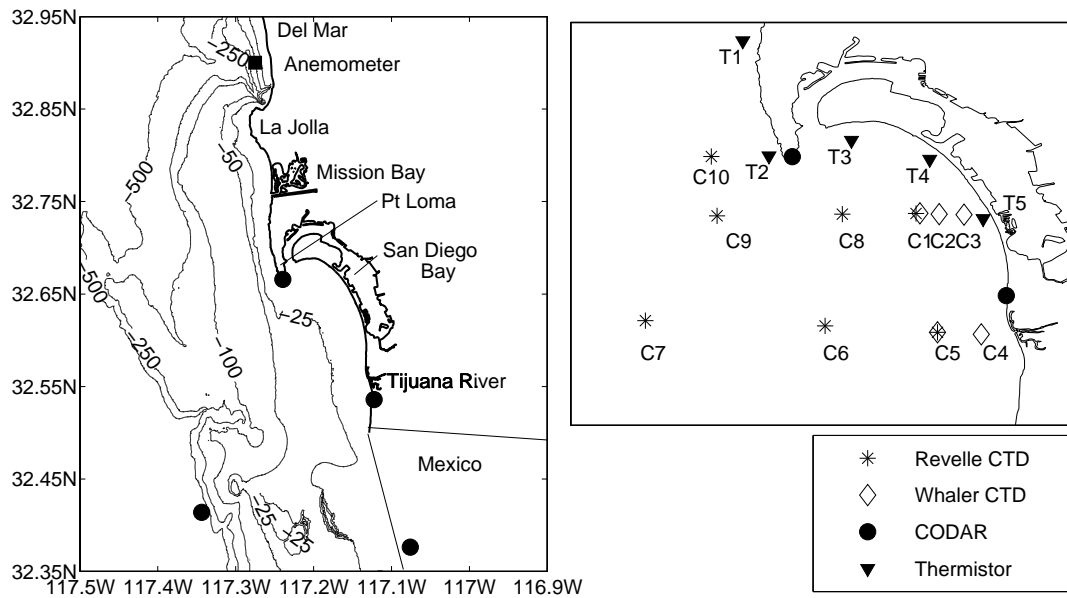 32.95N
32.85N
32.75N
32.65N
32.55N
32.45N
32.35N
117.5W
117.4W
117.3W
117.2W
117.1W
117W
116.9W
Del Mar
Anemometer
La Jolla
Mission Bay
Pt Loma
San Diego
Bay
Tijuana River
Mexico
−250
−500
−50
−500
−250
−100
−25
−25
−25
T1
T2
T3
T4
T5
C10
C9
C8
C1
C2
C3
C7
C6
C5
C4
Revelle CTD
Whaler CTD
CODAR
Thermistor